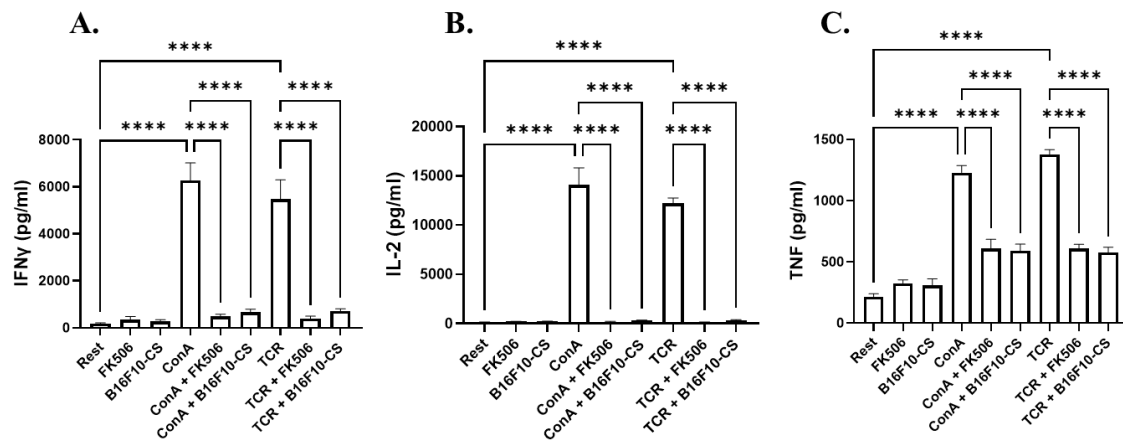 A.
****
****
**** ****
****
IFNγ (pg/ml)
8000
6000
4000
2000
0
Rest
FK506
B16F10-CS
ConA
ConA + FK506
ConA + B16F10-CS
TCR
TCR + FK506
TCR + B16F10-CS
B.
****
**** ****
**** **** ****
IL-2 (pg/ml)
20000
15000
10000
5000
0
Rest
FK506
B16F10-CS
ConA
ConA + FK506
ConA + B16F10-CS
TCR
TCR + FK506
TCR + B16F10-CS
C.
****
**** ****
**** **** ****
TNF (pg/ml)
1500
1000
500
0
Rest
FK506
B16F10-CS
ConA
ConA + FK506
ConA + B16F10-CS
TCR
TCR + FK506
TCR + B16F10-CS